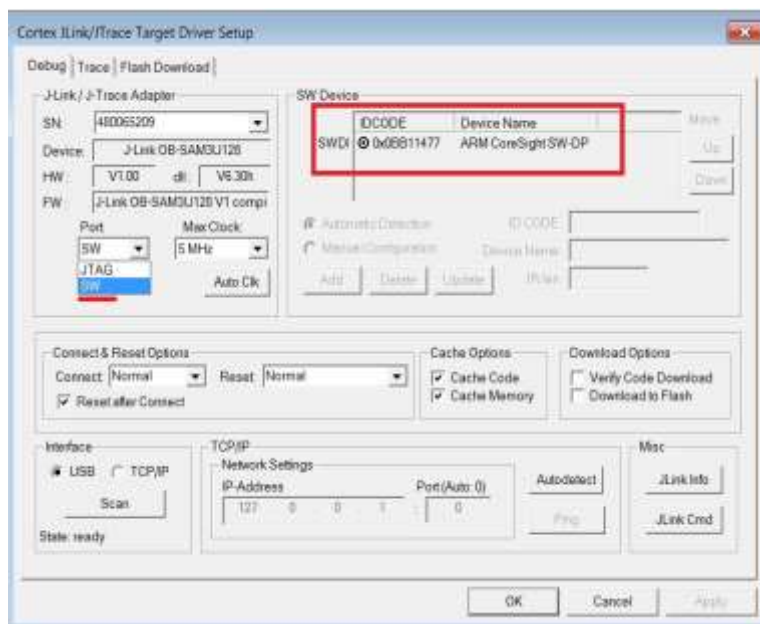 Cortex JLink/JTrace Target Driver Setup
Debug Trace Flash Download
J-Link / J-Trace Adapter
SN: 480065209
Device: J-Link OB-SAM3U128
HW: V1.00 dll: V6.30h
FW: J-Link OB-SAM3U128 V1 compi
Port Max Clock:
SW 5 MHz
JTAG
SW
Auto Clk
SW Device
IDCODE Device Name Move
SWDI 0x0BB11477 ARM CoreSight SW-DP Up
Down
Automatic Detection ID CODE:
Manual Configuration Device Name:
Add Delete Update IR len:
Connect & Reset Options
Connect: Normal Reset: Normal
Reset after Connect
Cache Options
Cache Code
Cache Memory
Download Options
Verify Code Download
Download to Flash
Interface
USB TCP/IP
Scan
State: ready
TCP/IP
Network Settings
IP-Address Port (Auto: 0)
127 . 0 . 0 . 1 : 0
Autodetect
Ping
Misc
JLink Info
JLink Cmd
OK Cancel Apply